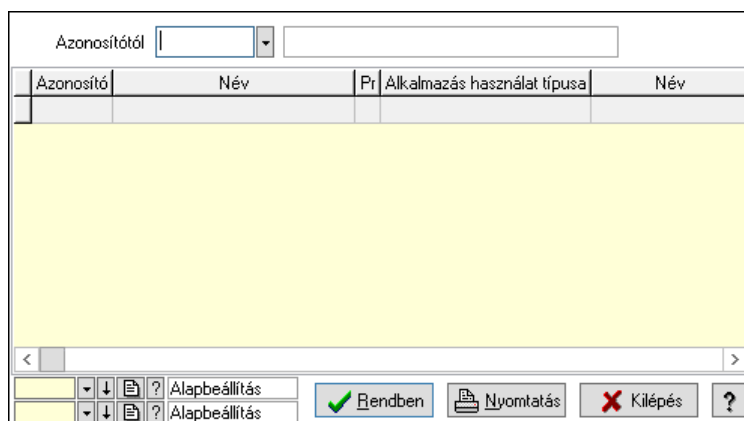 Azonosítótól
Azonosító Név Pr Alkalmazás használat típusa Név
? Alapbeállítás
? Alapbeállítás
Rendben Nyomtatás Kilépés ?